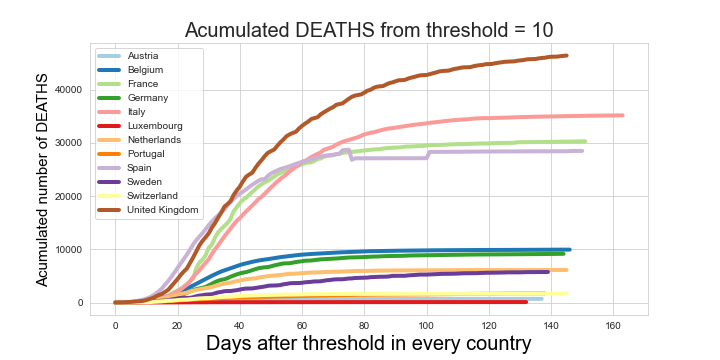 Acumulated DEATHS from threshold = 10
Acumulated number of DEATHS
40000
30000
20000
10000
0
Austria
Belgium
France
Germany
Italy
Luxembourg
Netherlands
Portugal
Spain
Sweden
Switzerland
United Kingdom
0 20 40 60 80 100 120 140 160
Days after threshold in every country